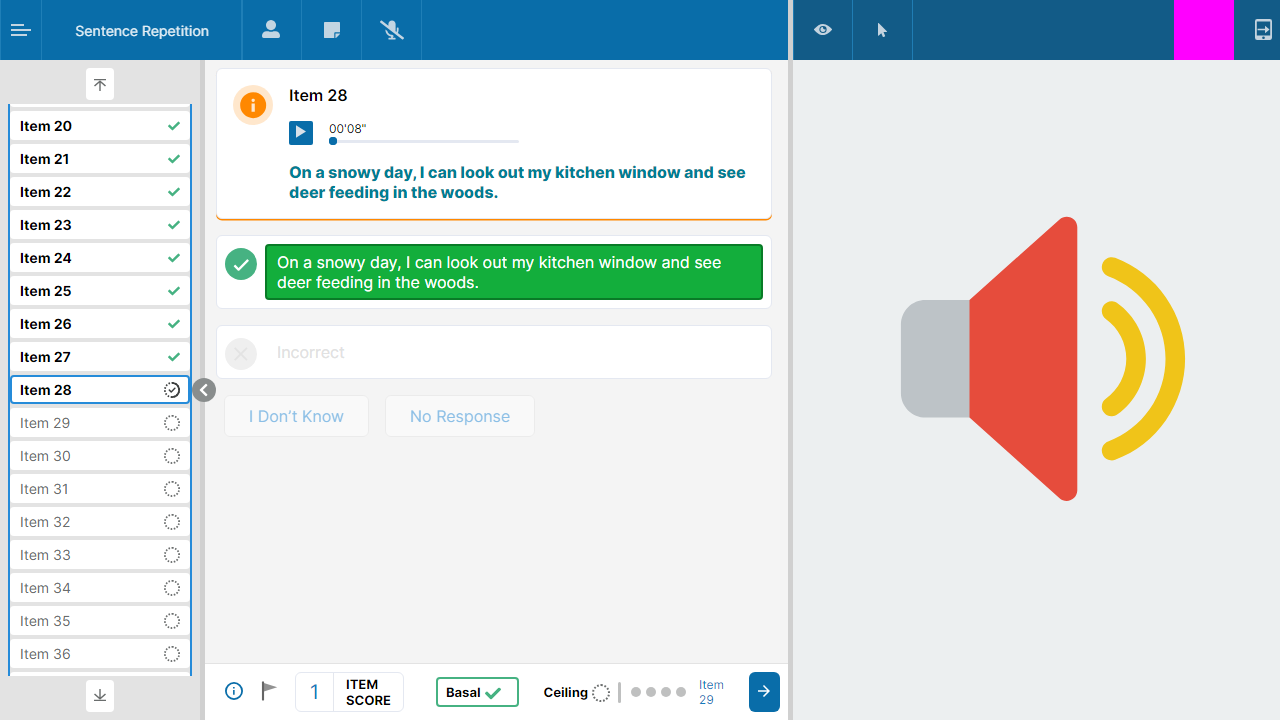 Sentence Repetition
Item 20
Item 21
Item 22
Item 23
Item 24
Item 25
Item 26
Item 27
Item 28
Item 29
Item 30
Item 31
Item 32
Item 33
Item 34
Item 35
Item 36
Item 28
00'08"
On a snowy day, I can look out my kitchen window and see
deer feeding in the woods.
On a snowy day, I can look out my kitchen window and see
deer feeding in the woods.
Incorrect
I Don't Know
No Response
1
ITEM
SCORE
Basal
Ceiling
Item
29